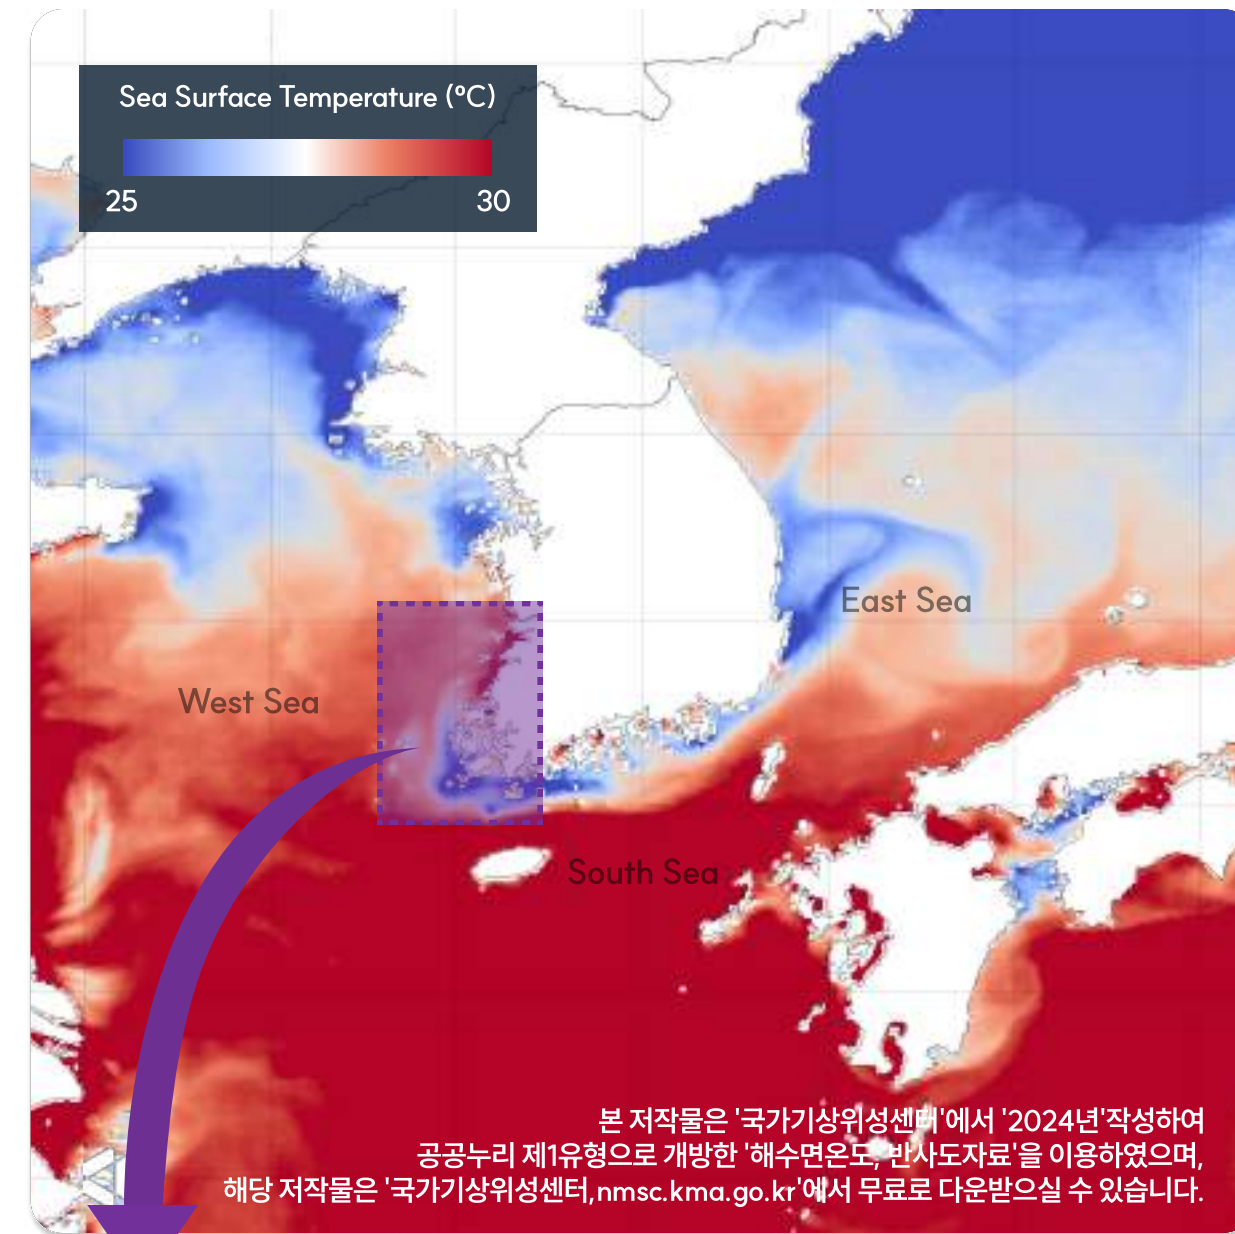 Sea Surface Temperature (°C)
25 30
East Sea
West Sea
South Sea
본 저작물은 '국가기상위성센터'에서 '2024년'작성하여
공공누리 제1유형으로 개방한 '해수면온도, 반사도자료'을 이용하였으며,
해당 저작물은 '국가기상위성센터,nmsc.kma.go.kr'에서 무료로 다운받으실 수 있습니다.